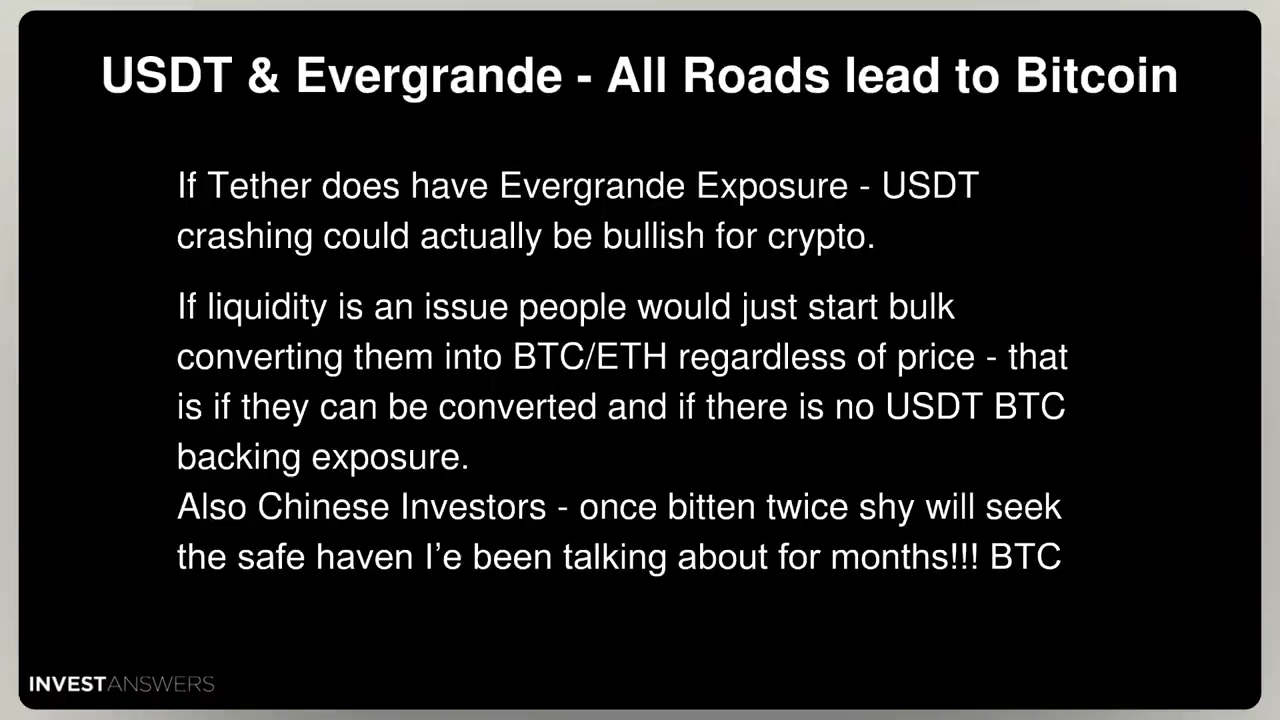 USDT & Evergrande - All Roads lead to Bitcoin
If Tether does have Evergrande Exposure - USDT
crashing could actually be bullish for crypto.
If liquidity is an issue people would just start bulk
converting them into BTC/ETH regardless of price - that
is if they can be converted and if there is no USDT BTC
backing exposure.
Also Chinese Investors - once bitten twice shy will seek
the safe haven I’e been talking about for months!!! BTC
INVESTANSWERS